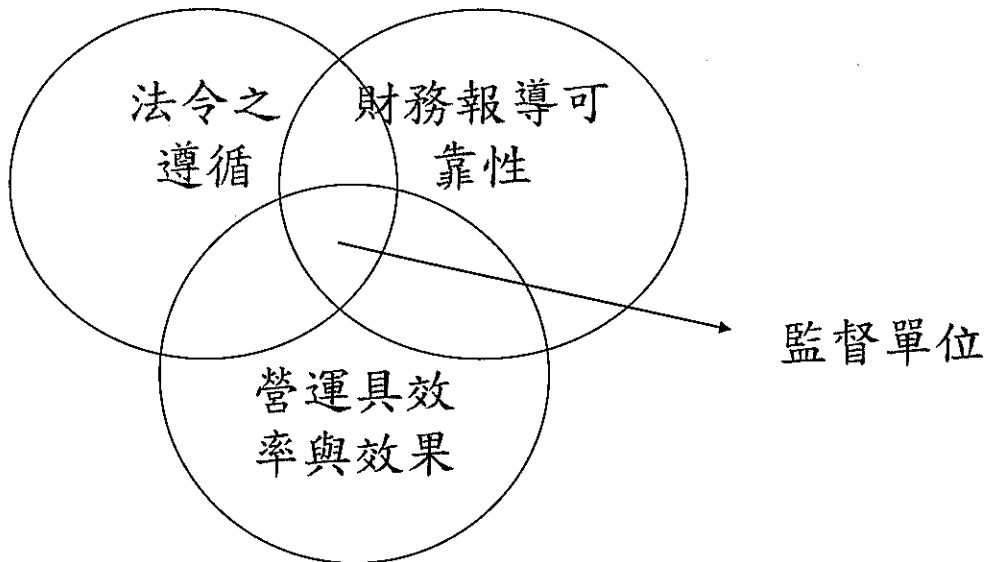 法令之
遵循
財務報導可
靠性
營運具效
率與效果
監督單位